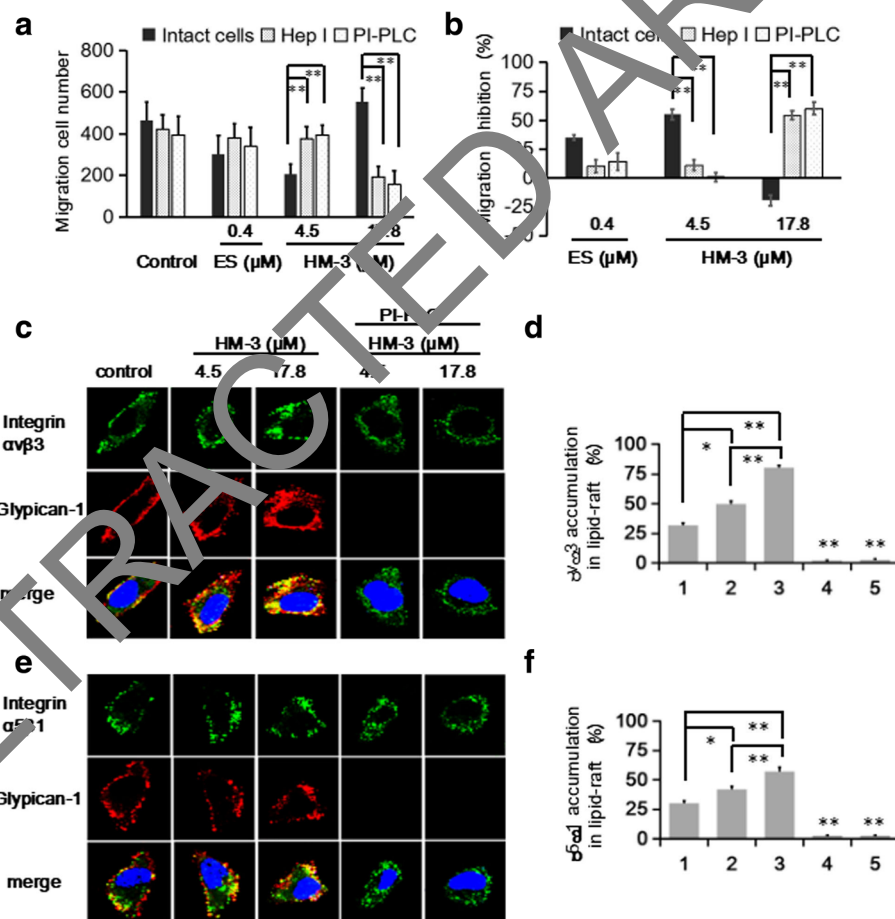 a
Intact cells Hep I PI-PLC
Migration cell number
800
600
400
200
0
** ** ** **
0.4 4.5
Control ES (µM) HM-3 (µM)
b
Intact Hep I PI-PLC
Migration (%)
100
75
50
25
0
-25
** ** ** **
0.4 4.5 17.8
ES (µM) HM-3 (µM)
c
HM-3 (µM) HM-3 (µM)
control 4.5 17.8 17.8
Integrin
αvβ3
Glypican-1
merge
d
accumulation
in lipid-raft (%)
100
75
50
25
0
* ** ** ** **
1 2 3 4 5
e
Integrin
Glypican-1
merge
f
accumulation
in lipid-raft (%)
100
75
50
25
0
* ** ** ** **
1 2 3 4 5